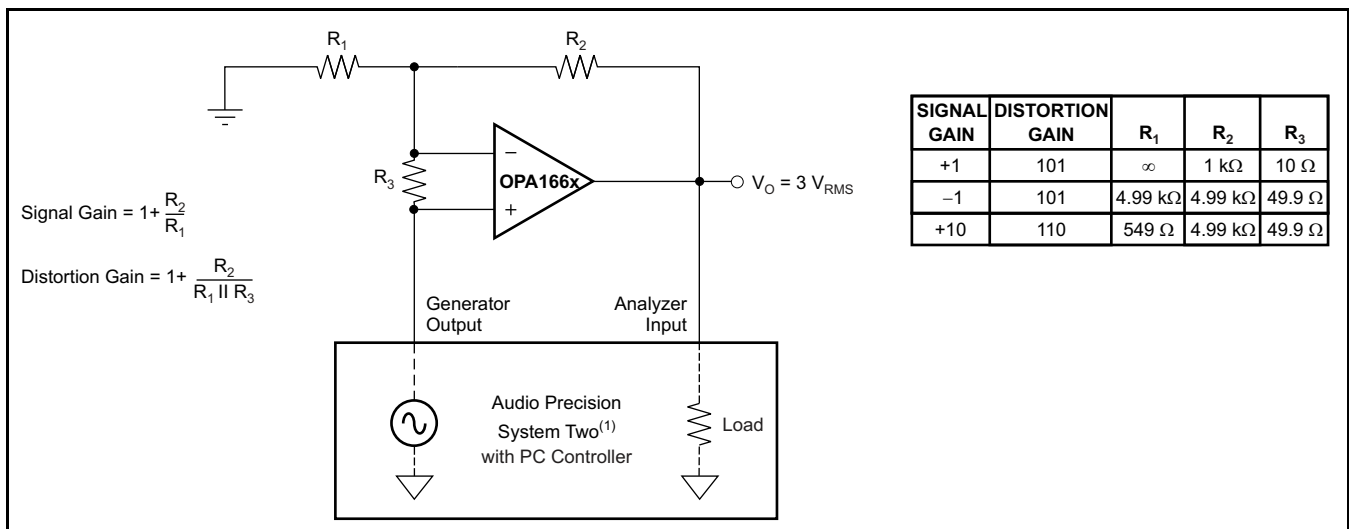 R1
R2
R3
−
OPA166x
+
VO = 3 VRMS
Signal Gain = 1+ R2
R1
Distortion Gain = 1+ R2
R1 II R3
Generator
Output
Analyzer
Input
Audio Precision
System Two(1)
with PC Controller
Load
SIGNAL GAIN DISTORTION GAIN R1 R2 R3
+1 101 ∞ 1 kΩ 10 Ω
−1 101 4.99 kΩ 4.99 kΩ 49.9 Ω
+10 110 549 Ω 4.99 kΩ 49.9 Ω